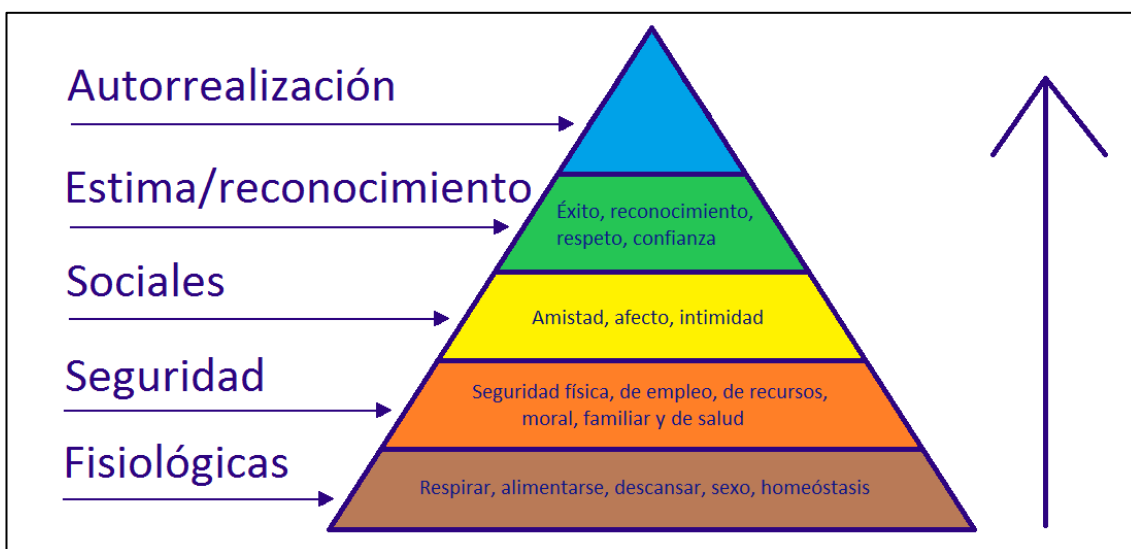 Autorrealización
Estima/reconocimiento
Éxito, reconocimiento,
respeto, confianza
Sociales
Amistad, afecto, intimidad
Seguridad
Seguridad física, de empleo, de recursos,
moral, familiar y de salud
Fisiológicas
Respirar, alimentarse, descansar, sexo, homeóstasis